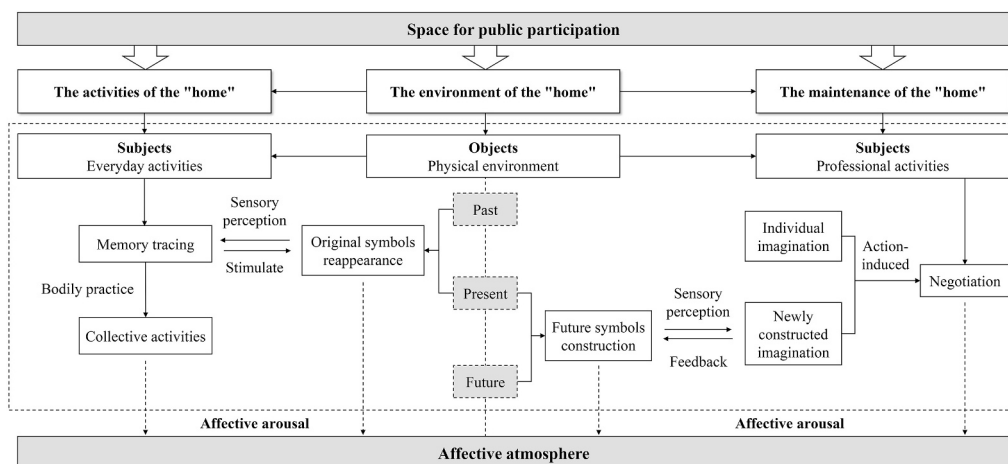 Space for public participation
The activities of the "home"
The environment of the "home"
The maintenance of the "home"
Subjects
Everyday activities
Objects
Physical environment
Subjects
Professional activities
Past
Sensory
perception
Stimulate
Memory tracing
Original symbols
reappearance
Individual
imagination
Action-
induced
Negotiation
Bodily practice
Present
Collective activities
Future symbols
construction
Sensory
perception
Feedback
Newly
constructed
imagination
Future
Affective arousal
Affective arousal
Affective atmosphere